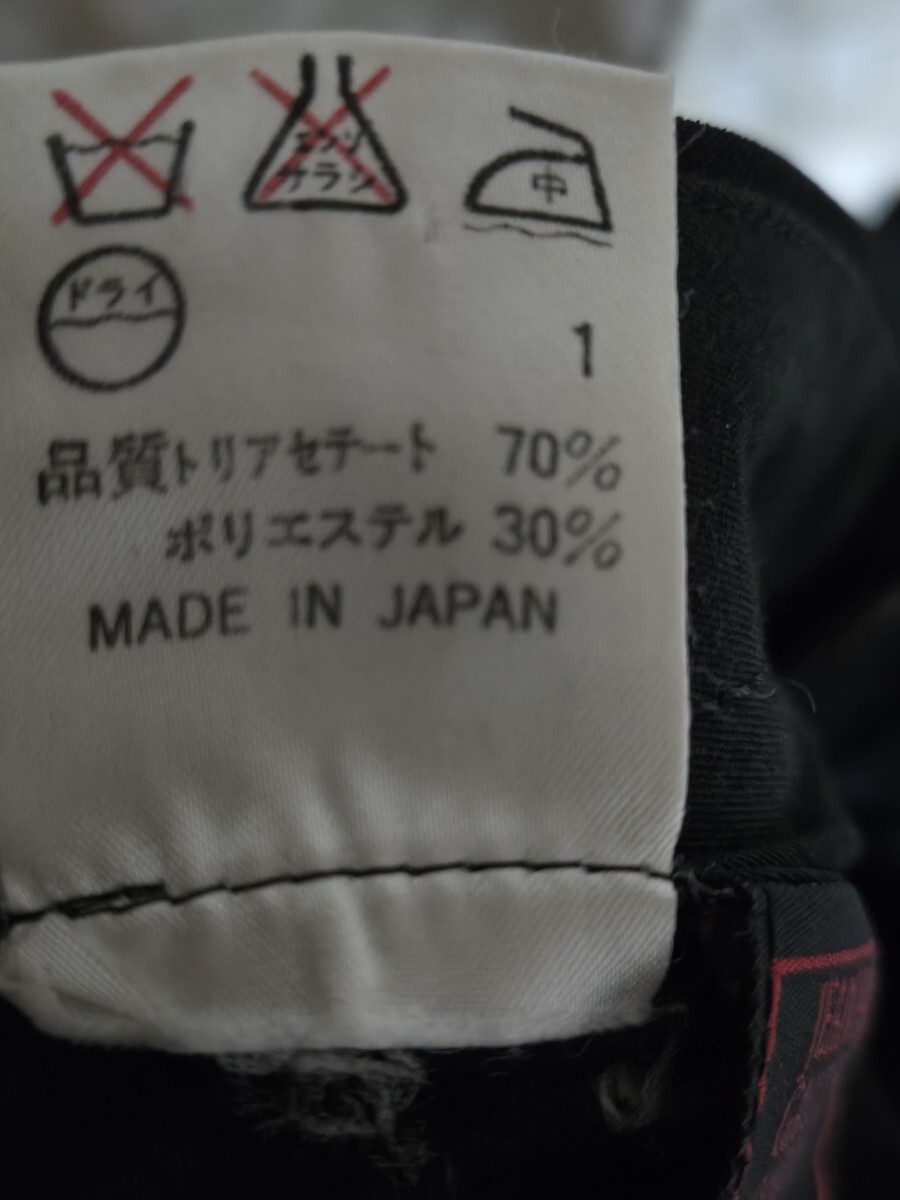 エンソ
サラシ
中
ドライ
1
品質トリアセテート 70%
ポリエステル 30%
MADE IN JAPAN